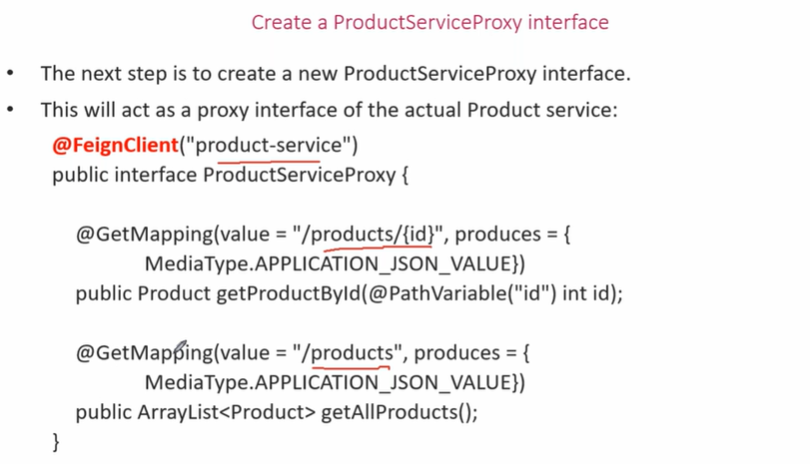 Create a ProductServiceProxy interface
• The next step is to create a new ProductServiceProxy interface.
• This will act as a proxy interface of the actual Product service:
@FeignClient("product-service")
public interface ProductServiceProxy {
@GetMapping(value = "/products/{id}", produces = {
MediaType.APPLICATION_JSON_VALUE})
public Product getProductById(@PathVariable("id") int id);
@GetMapping(value = "/products", produces = {
MediaType.APPLICATION_JSON_VALUE})
public ArrayList<Product> getAllProducts();
}